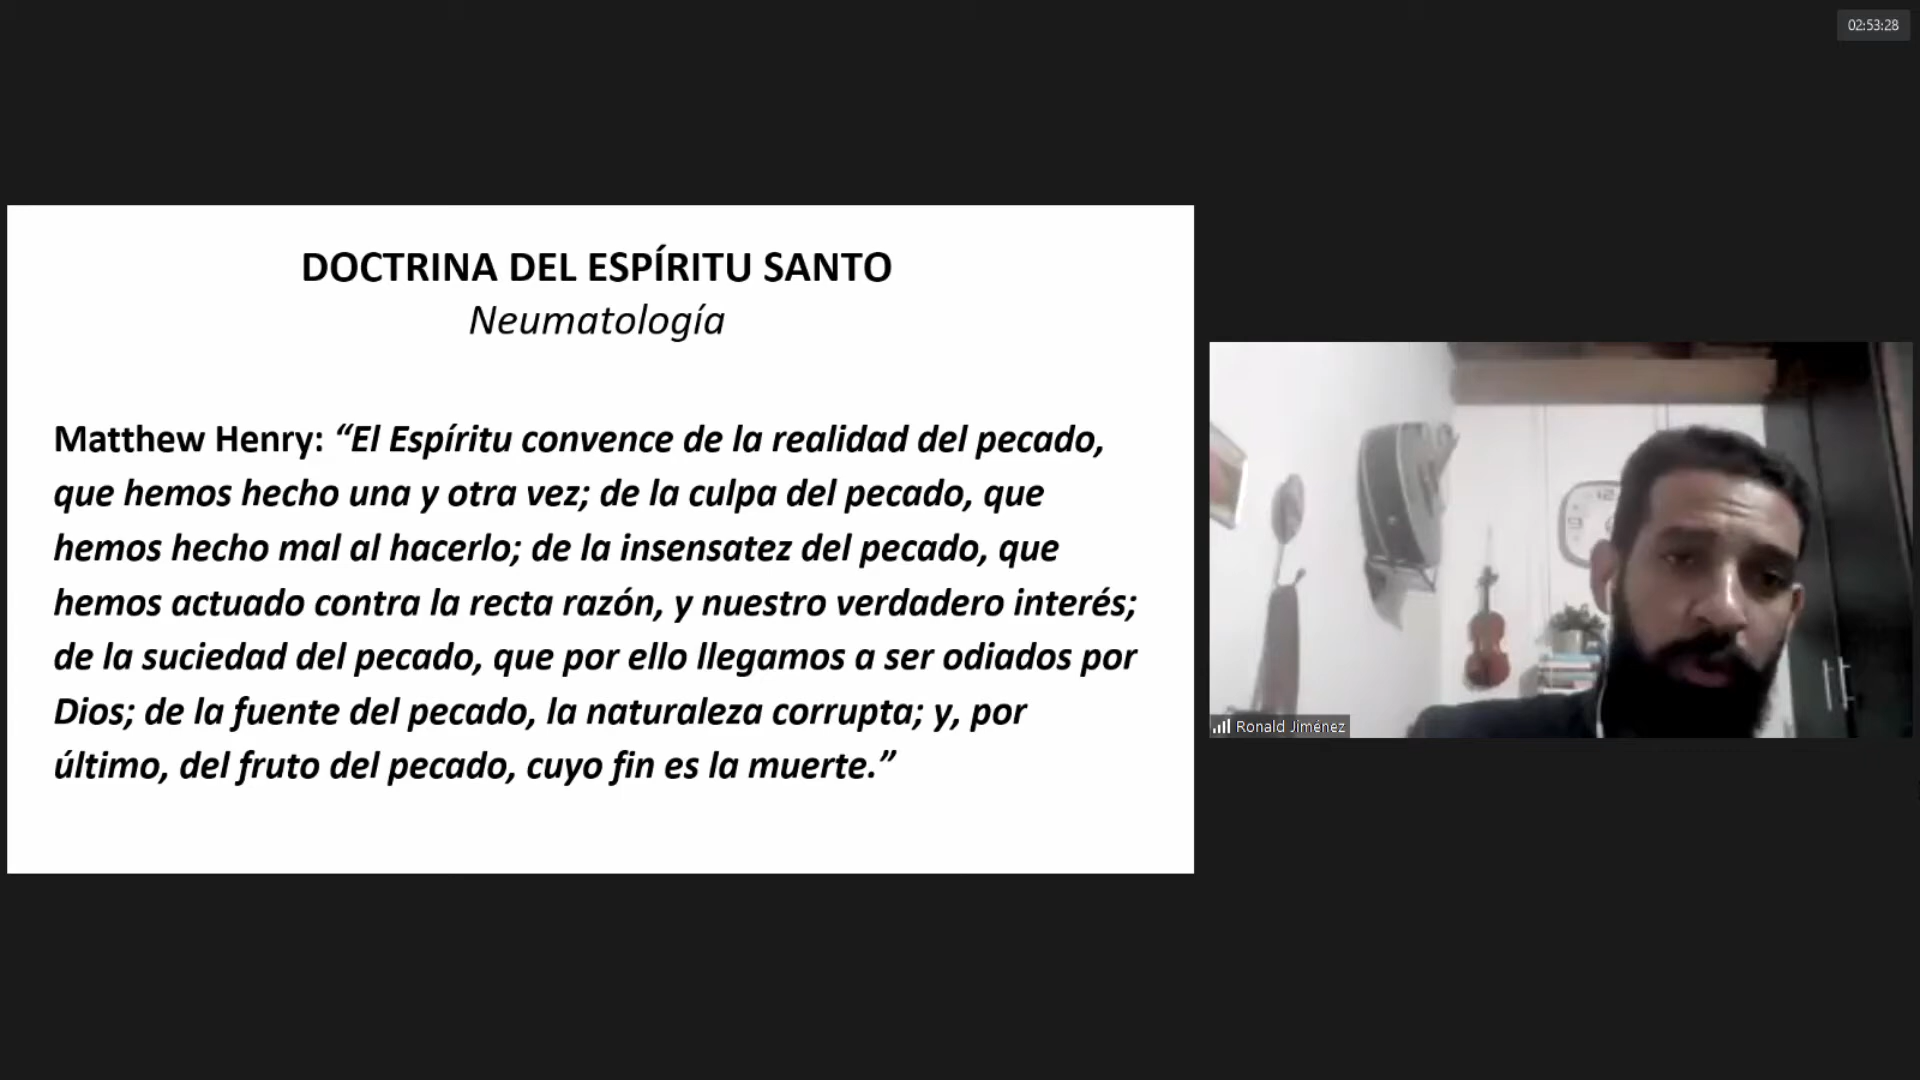 02:53:28
DOCTRINA DEL ESPÍRITU SANTO
Neumatología
Matthew Henry: “El Espíritu convence de la realidad del pecado,
que hemos hecho una y otra vez; de la culpa del pecado, que
hemos hecho mal al hacerlo; de la insensatez del pecado, que
hemos actuado contra la recta razón, y nuestro verdadero interés;
de la suciedad del pecado, que por ello llegamos a ser odiados por
Dios; de la fuente del pecado, la naturaleza corrupta; y, por
último, del fruto del pecado, cuyo fin es la muerte.”
Ronald Jiménez